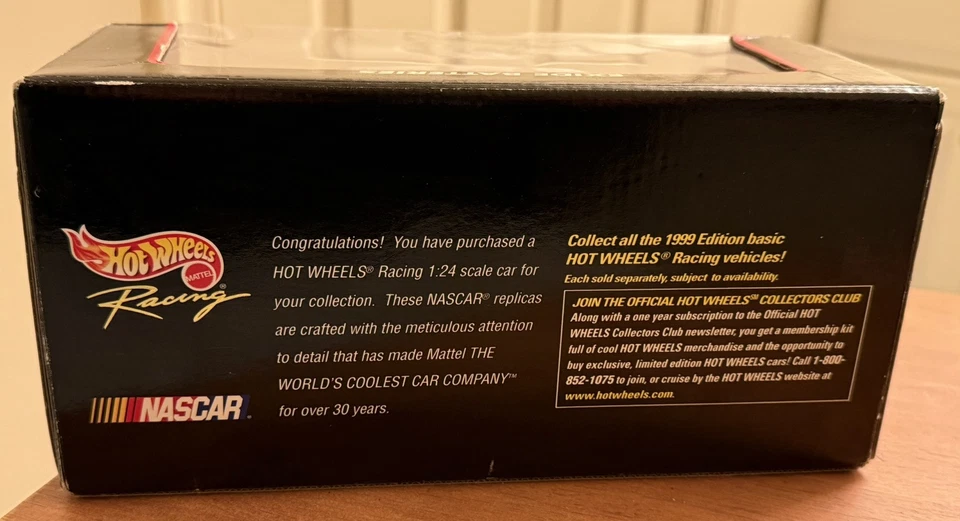 HOT WHEELS
MATTEL
Racing®
NASCAR
Congratulations! You have purchased a
HOT WHEELS® Racing 1:24 scale car for
your collection. These NASCAR® replicas
are crafted with the meticulous attention
to detail that has made Mattel THE
WORLD'S COOLEST CAR COMPANY™
for over 30 years.
Collect all the 1999 Edition basic
HOT WHEELS® Racing vehicles!
Each sold separately, subject to availability.
JOIN THE OFFICIAL HOT WHEELS℠ COLLECTORS CLUB
Along with a one year subscription to the Official HOT
WHEELS Collectors Club newsletter, you get a membership kit
full of cool HOT WHEELS merchandise and the opportunity to
buy exclusive, limited edition HOT WHEELS cars! Call 1-800-
852-1075 to join, or cruise by the HOT WHEELS website at
www.hotwheels.com.